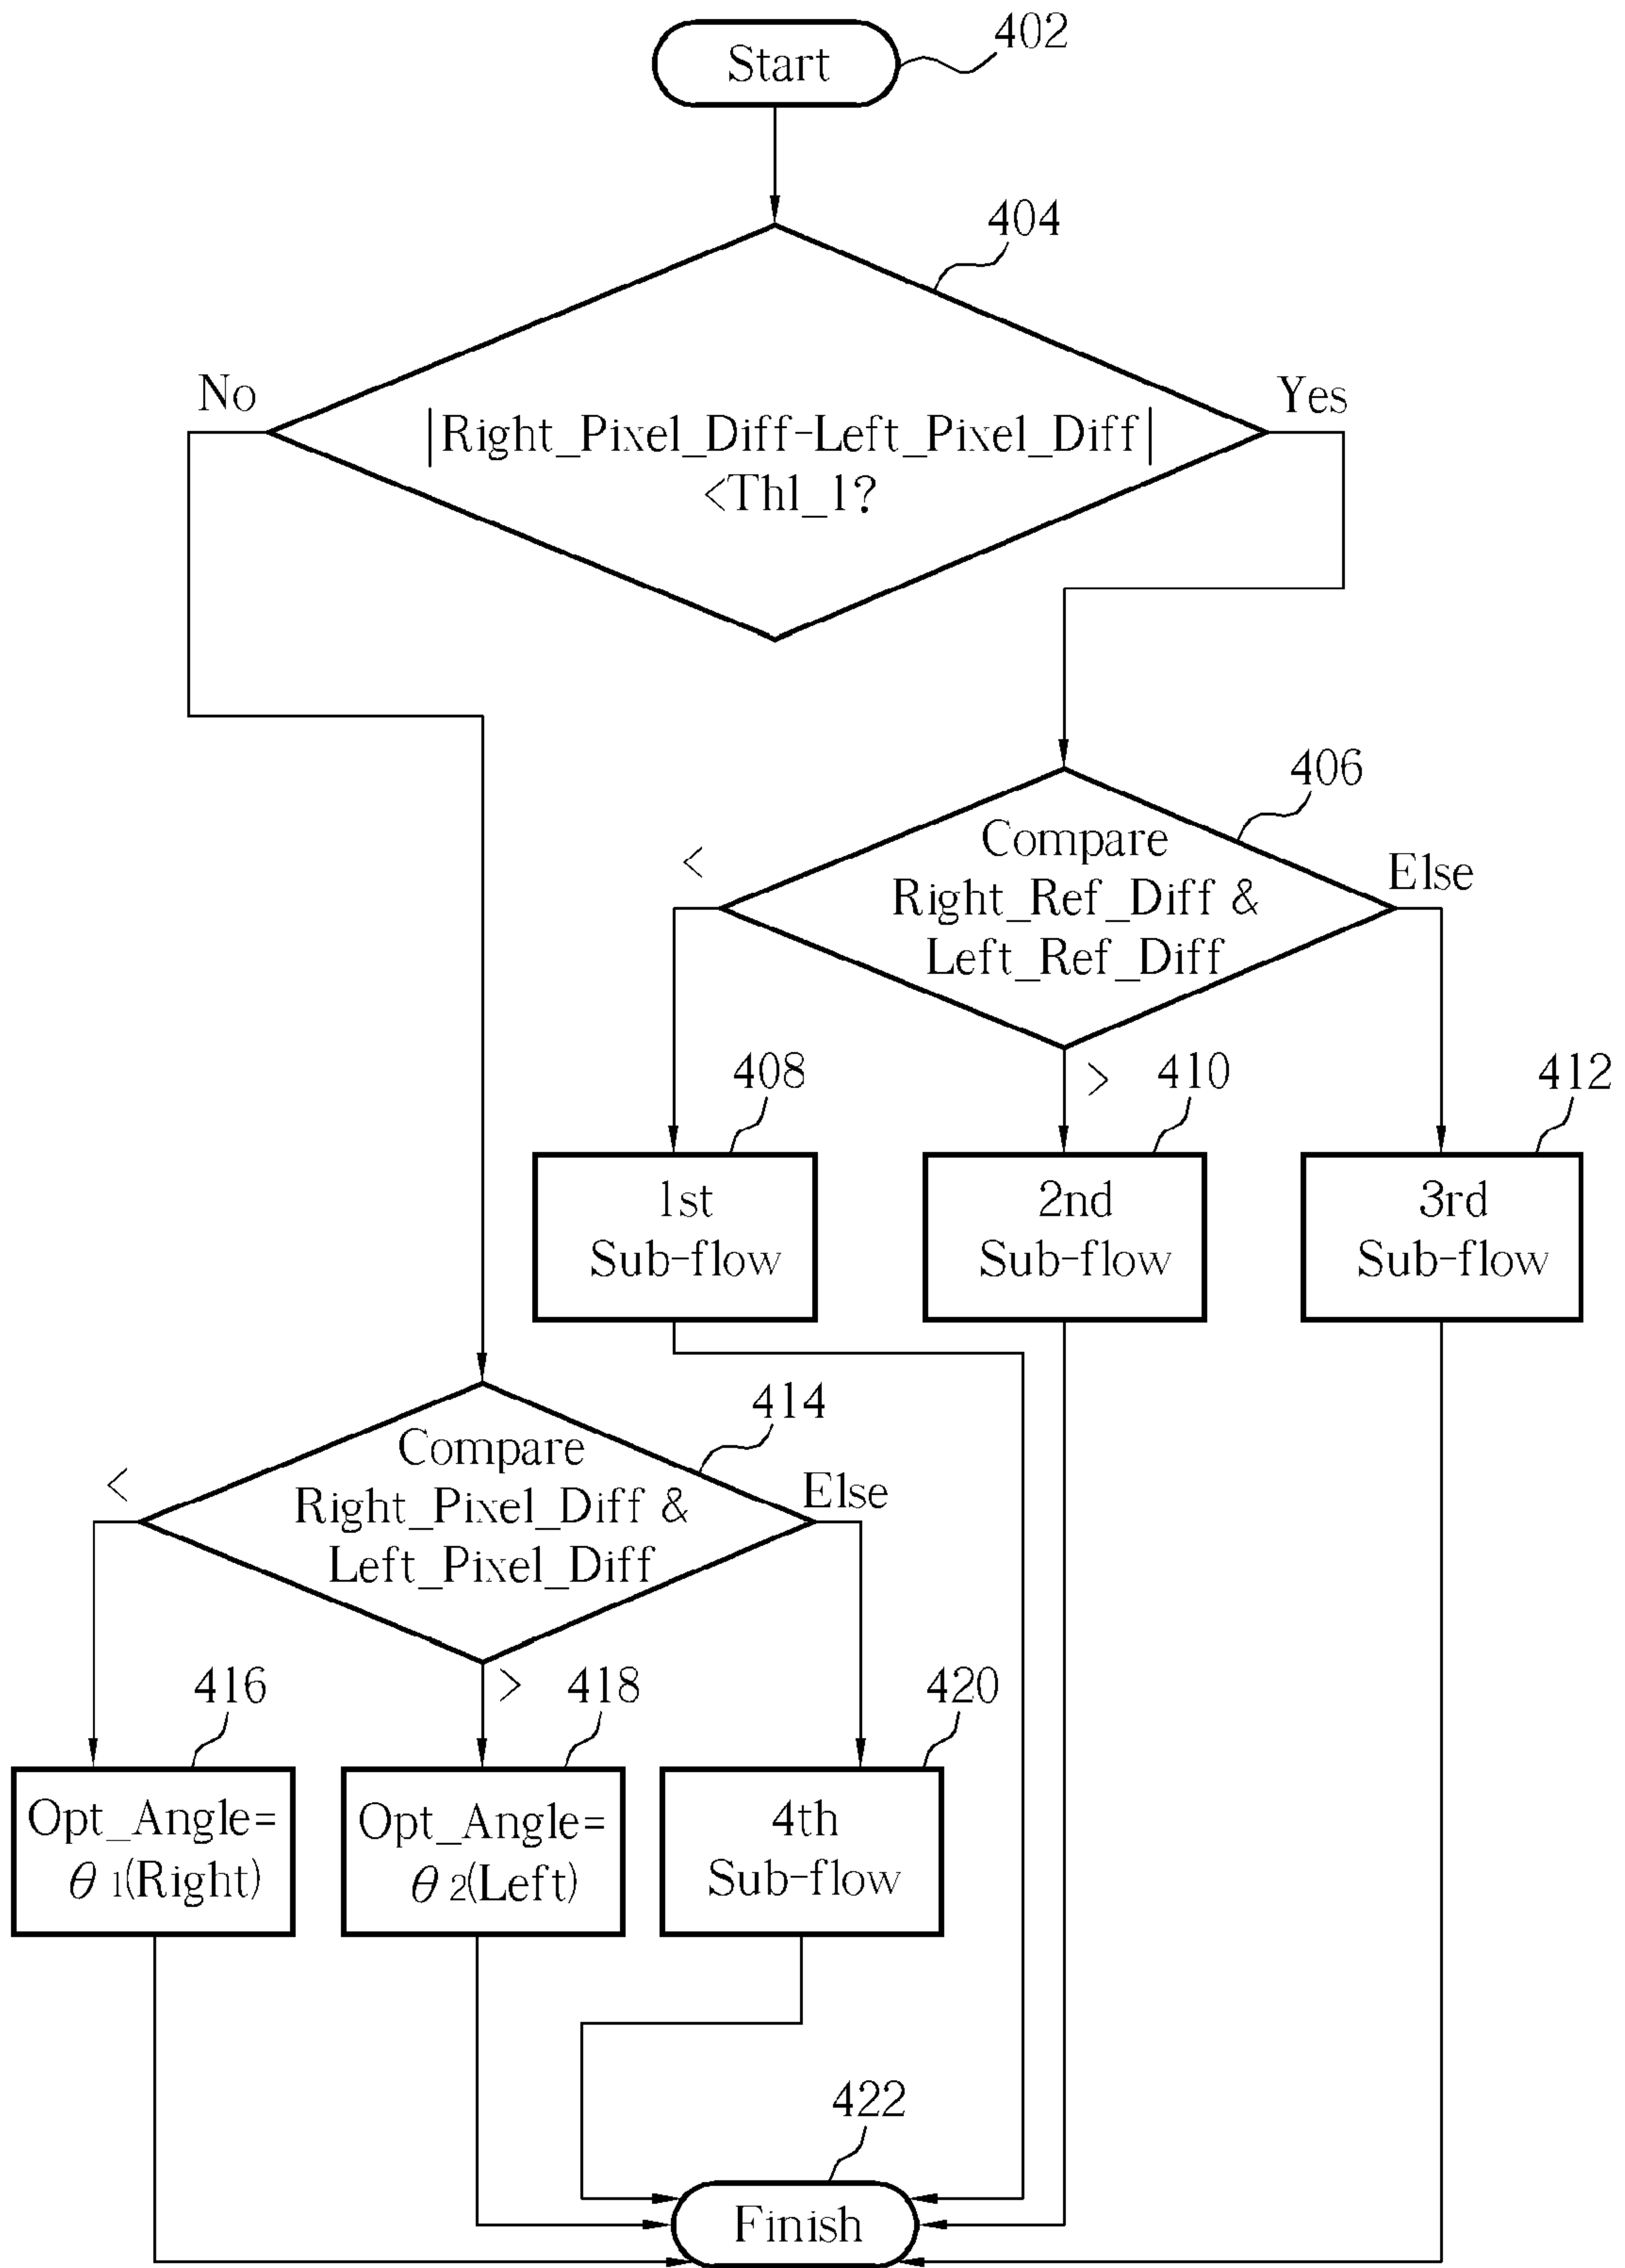 Start
402
404
No
Yes
|Right_Pixel_Diff-Left_Pixel_Diff|
<Th1_1?
406
<
Compare
Right_Ref_Diff &
Left_Ref_Diff
Else
408
>
410
412
1st
Sub-flow
2nd
Sub-flow
3rd
Sub-flow
414
<
Compare
Right_Pixel_Diff &
Left_Pixel_Diff
Else
416
>
418
420
Opt_Angle=
θ1(Right)
Opt_Angle=
θ2(Left)
4th
Sub-flow
422
Finish